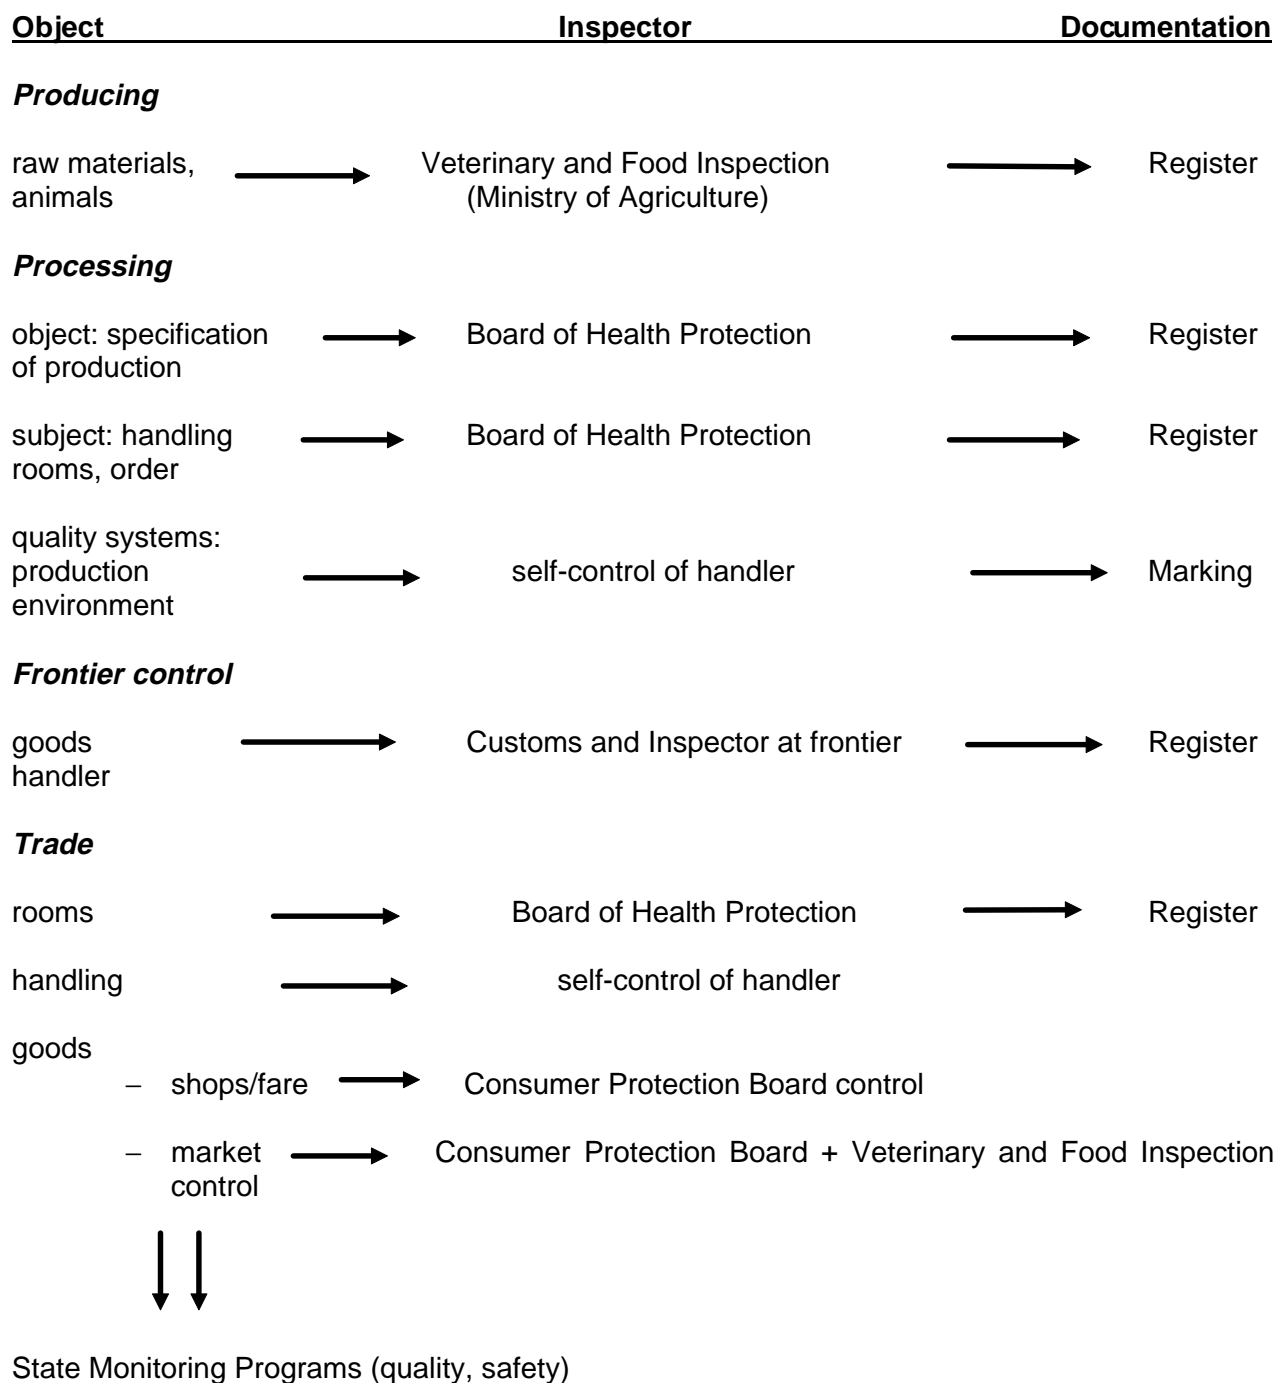 Object Inspector Documentation
Producing
raw materials, Veterinary and Food Inspection Register
animals (Ministry of Agriculture)
Processing
object: specification Board of Health Protection Register
of production
subject: handling Board of Health Protection Register
rooms, order
quality systems:
production self-control of handler Marking
environment
Frontier control
goods Customs and Inspector at frontier Register
handler
Trade
rooms Board of Health Protection Register
handling self-control of handler
goods
– shops/fare Consumer Protection Board control
– market Consumer Protection Board + Veterinary and Food Inspection
control
State Monitoring Programs (quality, safety)